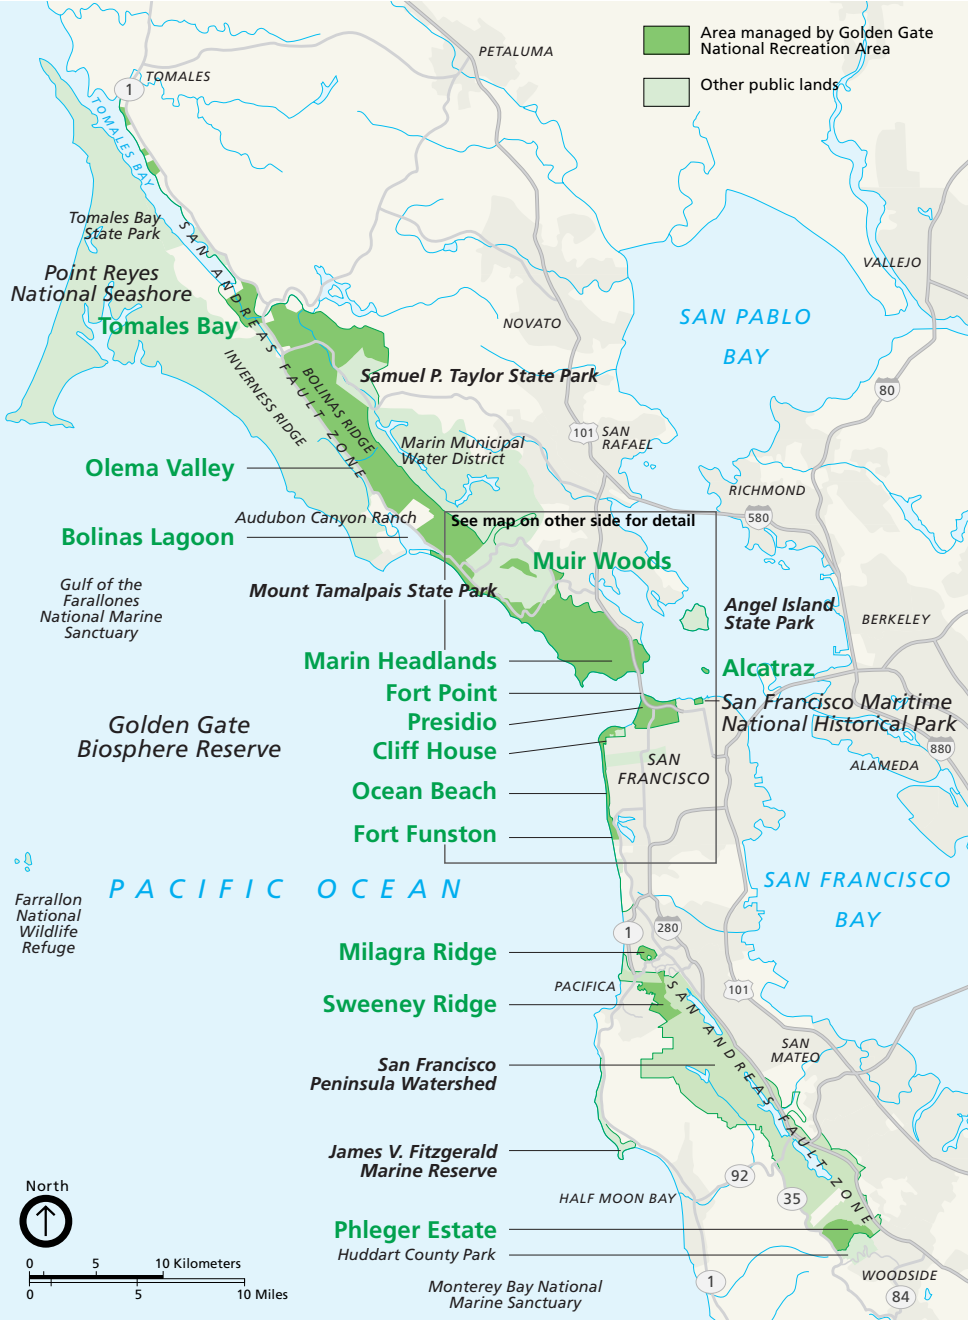 PETALUMA
Area managed by Golden Gate
National Recreation Area
Other public lands
TOMALES
1
TOMALES BAY
Tomales Bay
State Park
SAN ANDREAS FAULT ZONE
Point Reyes
National Seashore
Tomales Bay
VALLEJO
SAN PABLO
BAY
NOVATO
INVERNESS RIDGE
BOLINAS RIDGE
Samuel P. Taylor State Park
80
101
SAN
RAFAEL
Marin Municipal
Water District
Olema Valley
RICHMOND
580
Audubon Canyon Ranch
See map on other side for detail
Bolinas Lagoon
Muir Woods
Gulf of the
Farallones
National Marine
Sanctuary
Mount Tamalpais State Park
Angel Island
State Park
BERKELEY
Marin Headlands
Alcatraz
Fort Point
San Francisco Maritime
National Historical Park
Presidio
Golden Gate
Biosphere Reserve
Cliff House
880
ALAMEDA
SAN
FRANCISCO
Ocean Beach
Fort Funston
PACIFIC OCEAN
SAN FRANCISCO
BAY
Farrallon
National
Wildlife
Refuge
1
280
Milagra Ridge
PACIFICA
101
Sweeney Ridge
SAN ANDREAS FAULT ZONE
SAN
MATEO
San Francisco
Peninsula Watershed
James V. Fitzgerald
Marine Reserve
92
35
HALF MOON BAY
North
Phleger Estate
Huddart County Park
0 5 10 Kilometers
0 5 10 Miles
WOODSIDE
84
1
Monterey Bay National
Marine Sanctuary